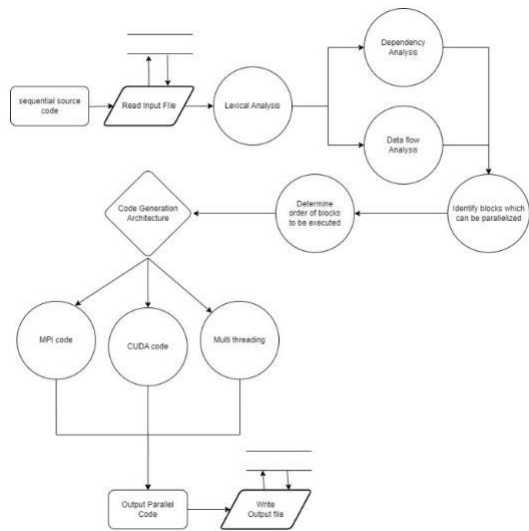 Dependency
Analysis
sequential source
code
Read Input File
Lexical Analysis
Data flow
Analysis
Code Generation
Architecture
Determine
order of blocks
to be executed
Identify blocks which
can be parallelized
MPI code
CUDA code
Multi threading
Output Parallel
Code
Write
Output file